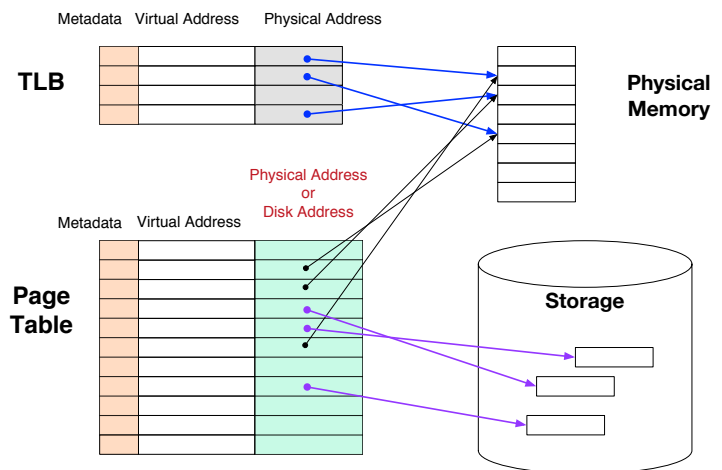 Metadata Virtual Address Physical Address
TLB
Physical
Memory
Physical Address
or
Disk Address
Metadata Virtual Address
Page
Table
Storage